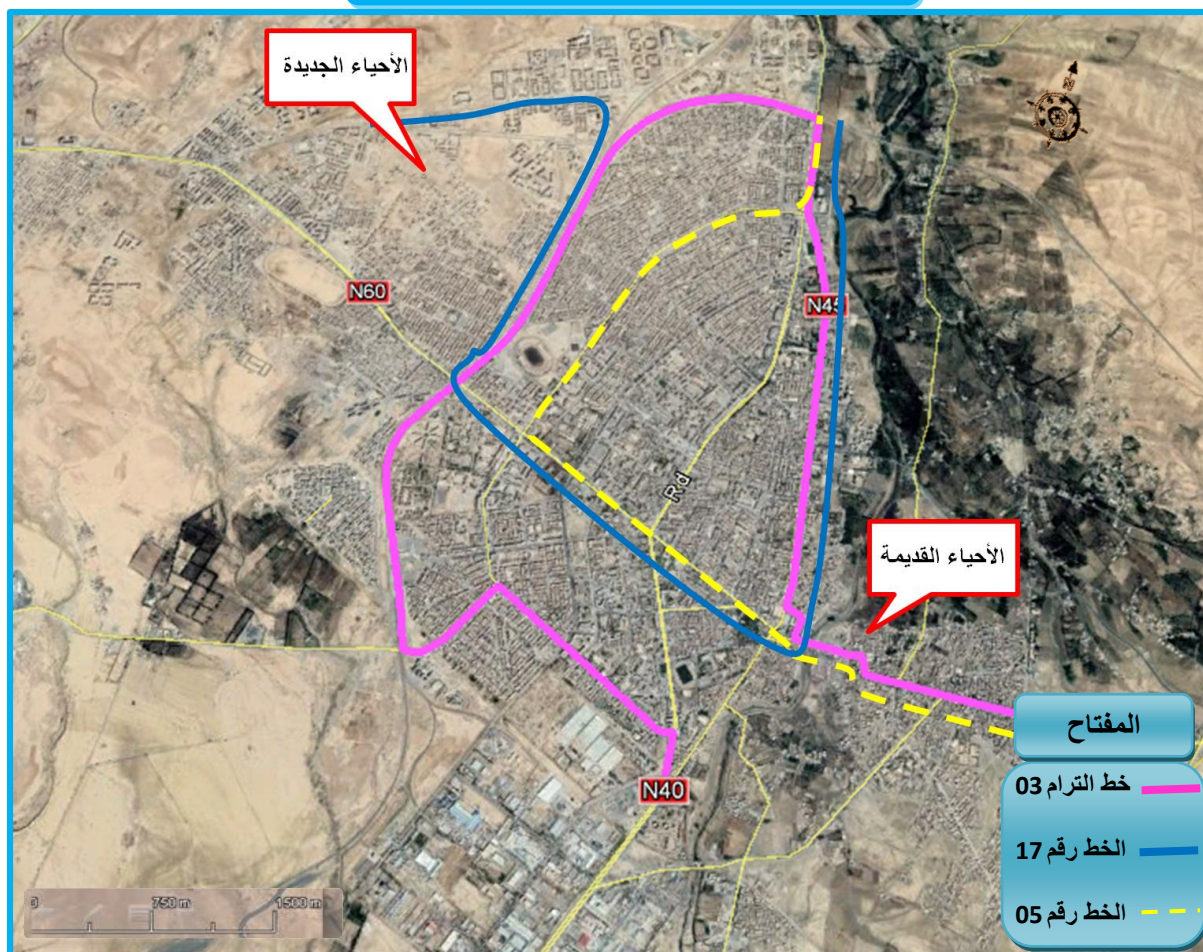 الأحياء الجديدة
N
N60
N45
Rd
الأحياء القديمة
N40
المفتاح
خط الترام 03
الخط رقم 17
الخط رقم 05
0
750 m
1500 m